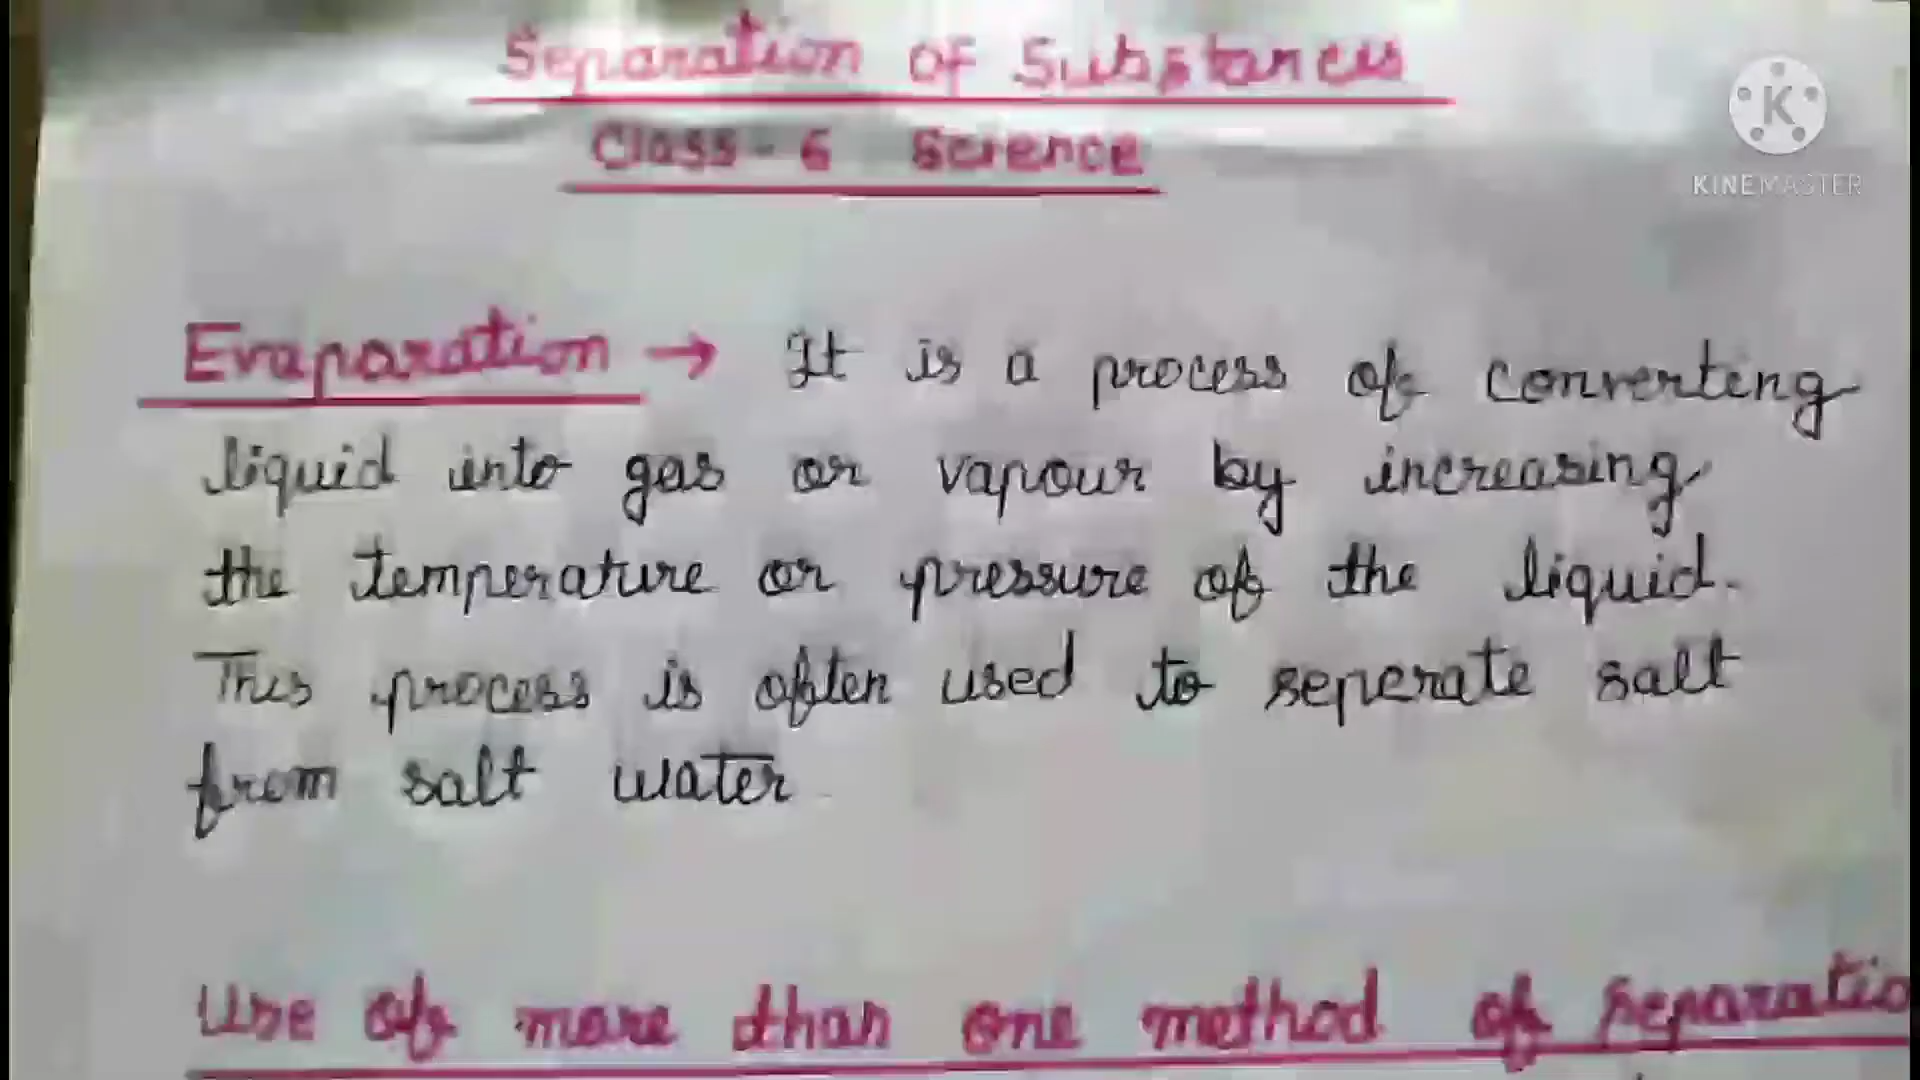 Separation of Substances
Class - 6 Science
KINEMASTER
Evaparation → It is a process of converting
liquid into gas or vapour by increasing
the temperature or pressure of the liquid.
This process is often used to seperate salt
from salt water
Use of more than one method of separatio